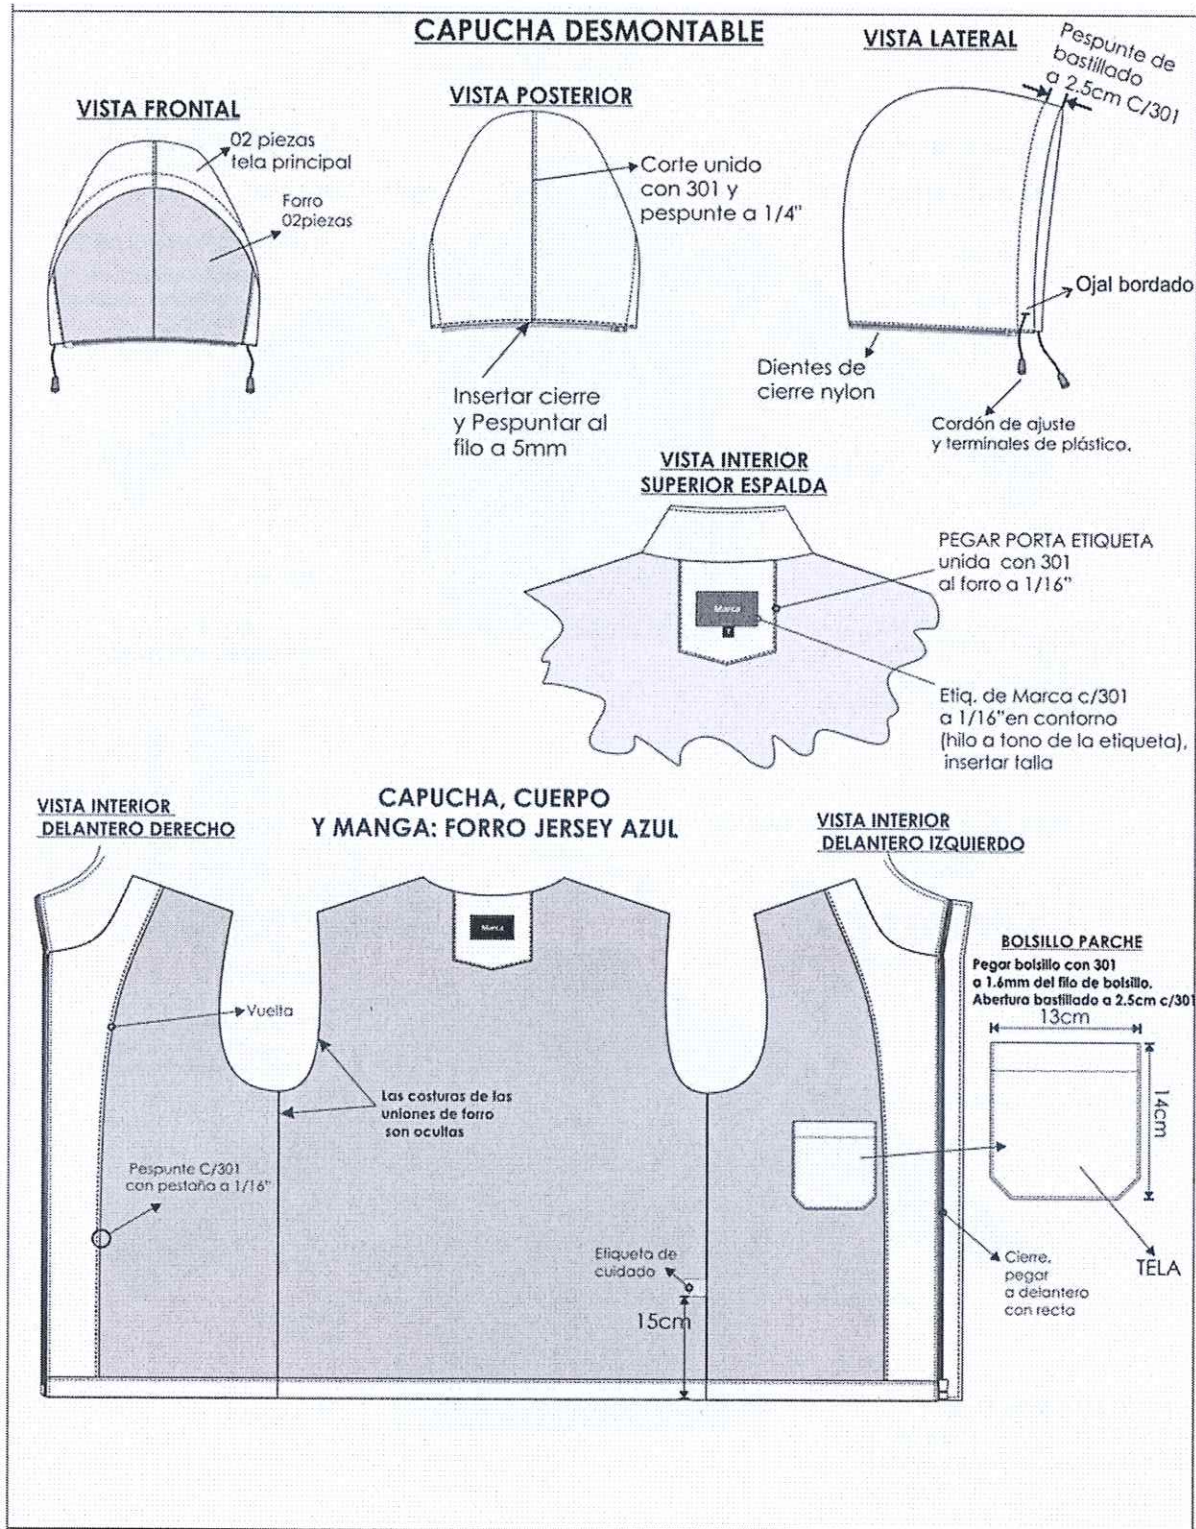 CAPUCHA DESMONTABLE
VISTA FRONTAL
02 piezas
tela principal
Forro
02piezas
VISTA POSTERIOR
Corte unido
con 301 y
pespunte a 1/4"
Insertar cierre
y Pespuntar al
filo a 5mm
VISTA LATERAL
Pespunte de
bastillado
a 2.5cm C/301
Ojal bordado
Dientes de
cierre nylon
Cordón de ajuste
y terminales de plástico.
VISTA INTERIOR
SUPERIOR ESPALDA
PEGAR PORTA ETIQUETA
unida con 301
al forro a 1/16"
Marca
T
Etiq. de Marca c/301
a 1/16"en contorno
(hilo a tono de la etiqueta),
insertar talla
CAPUCHA, CUERPO
Y MANGA: FORRO JERSEY AZUL
VISTA INTERIOR
DELANTERO DERECHO
VISTA INTERIOR
DELANTERO IZQUIERDO
Marca
Vuelta
Las costuras de las
uniones de forro
son ocultas
Pespunte C/301
con pestaña a 1/16"
Etiqueta de
cuidado
15cm
BOLSILLO PARCHE
Pegar bolsillo con 301
a 1.6mm del filo de bolsillo.
Abertura bastillado a 2.5cm c/301
13cm
14cm
Cierre,
pegar
a delantero
con recta
TELA